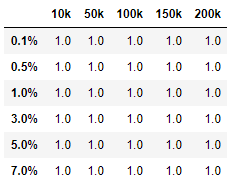 10k 50k 100k 150k 200k
0.1% 1.0 1.0 1.0 1.0 1.0
0.5% 1.0 1.0 1.0 1.0 1.0
1.0% 1.0 1.0 1.0 1.0 1.0
3.0% 1.0 1.0 1.0 1.0 1.0
5.0% 1.0 1.0 1.0 1.0 1.0
7.0% 1.0 1.0 1.0 1.0 1.0